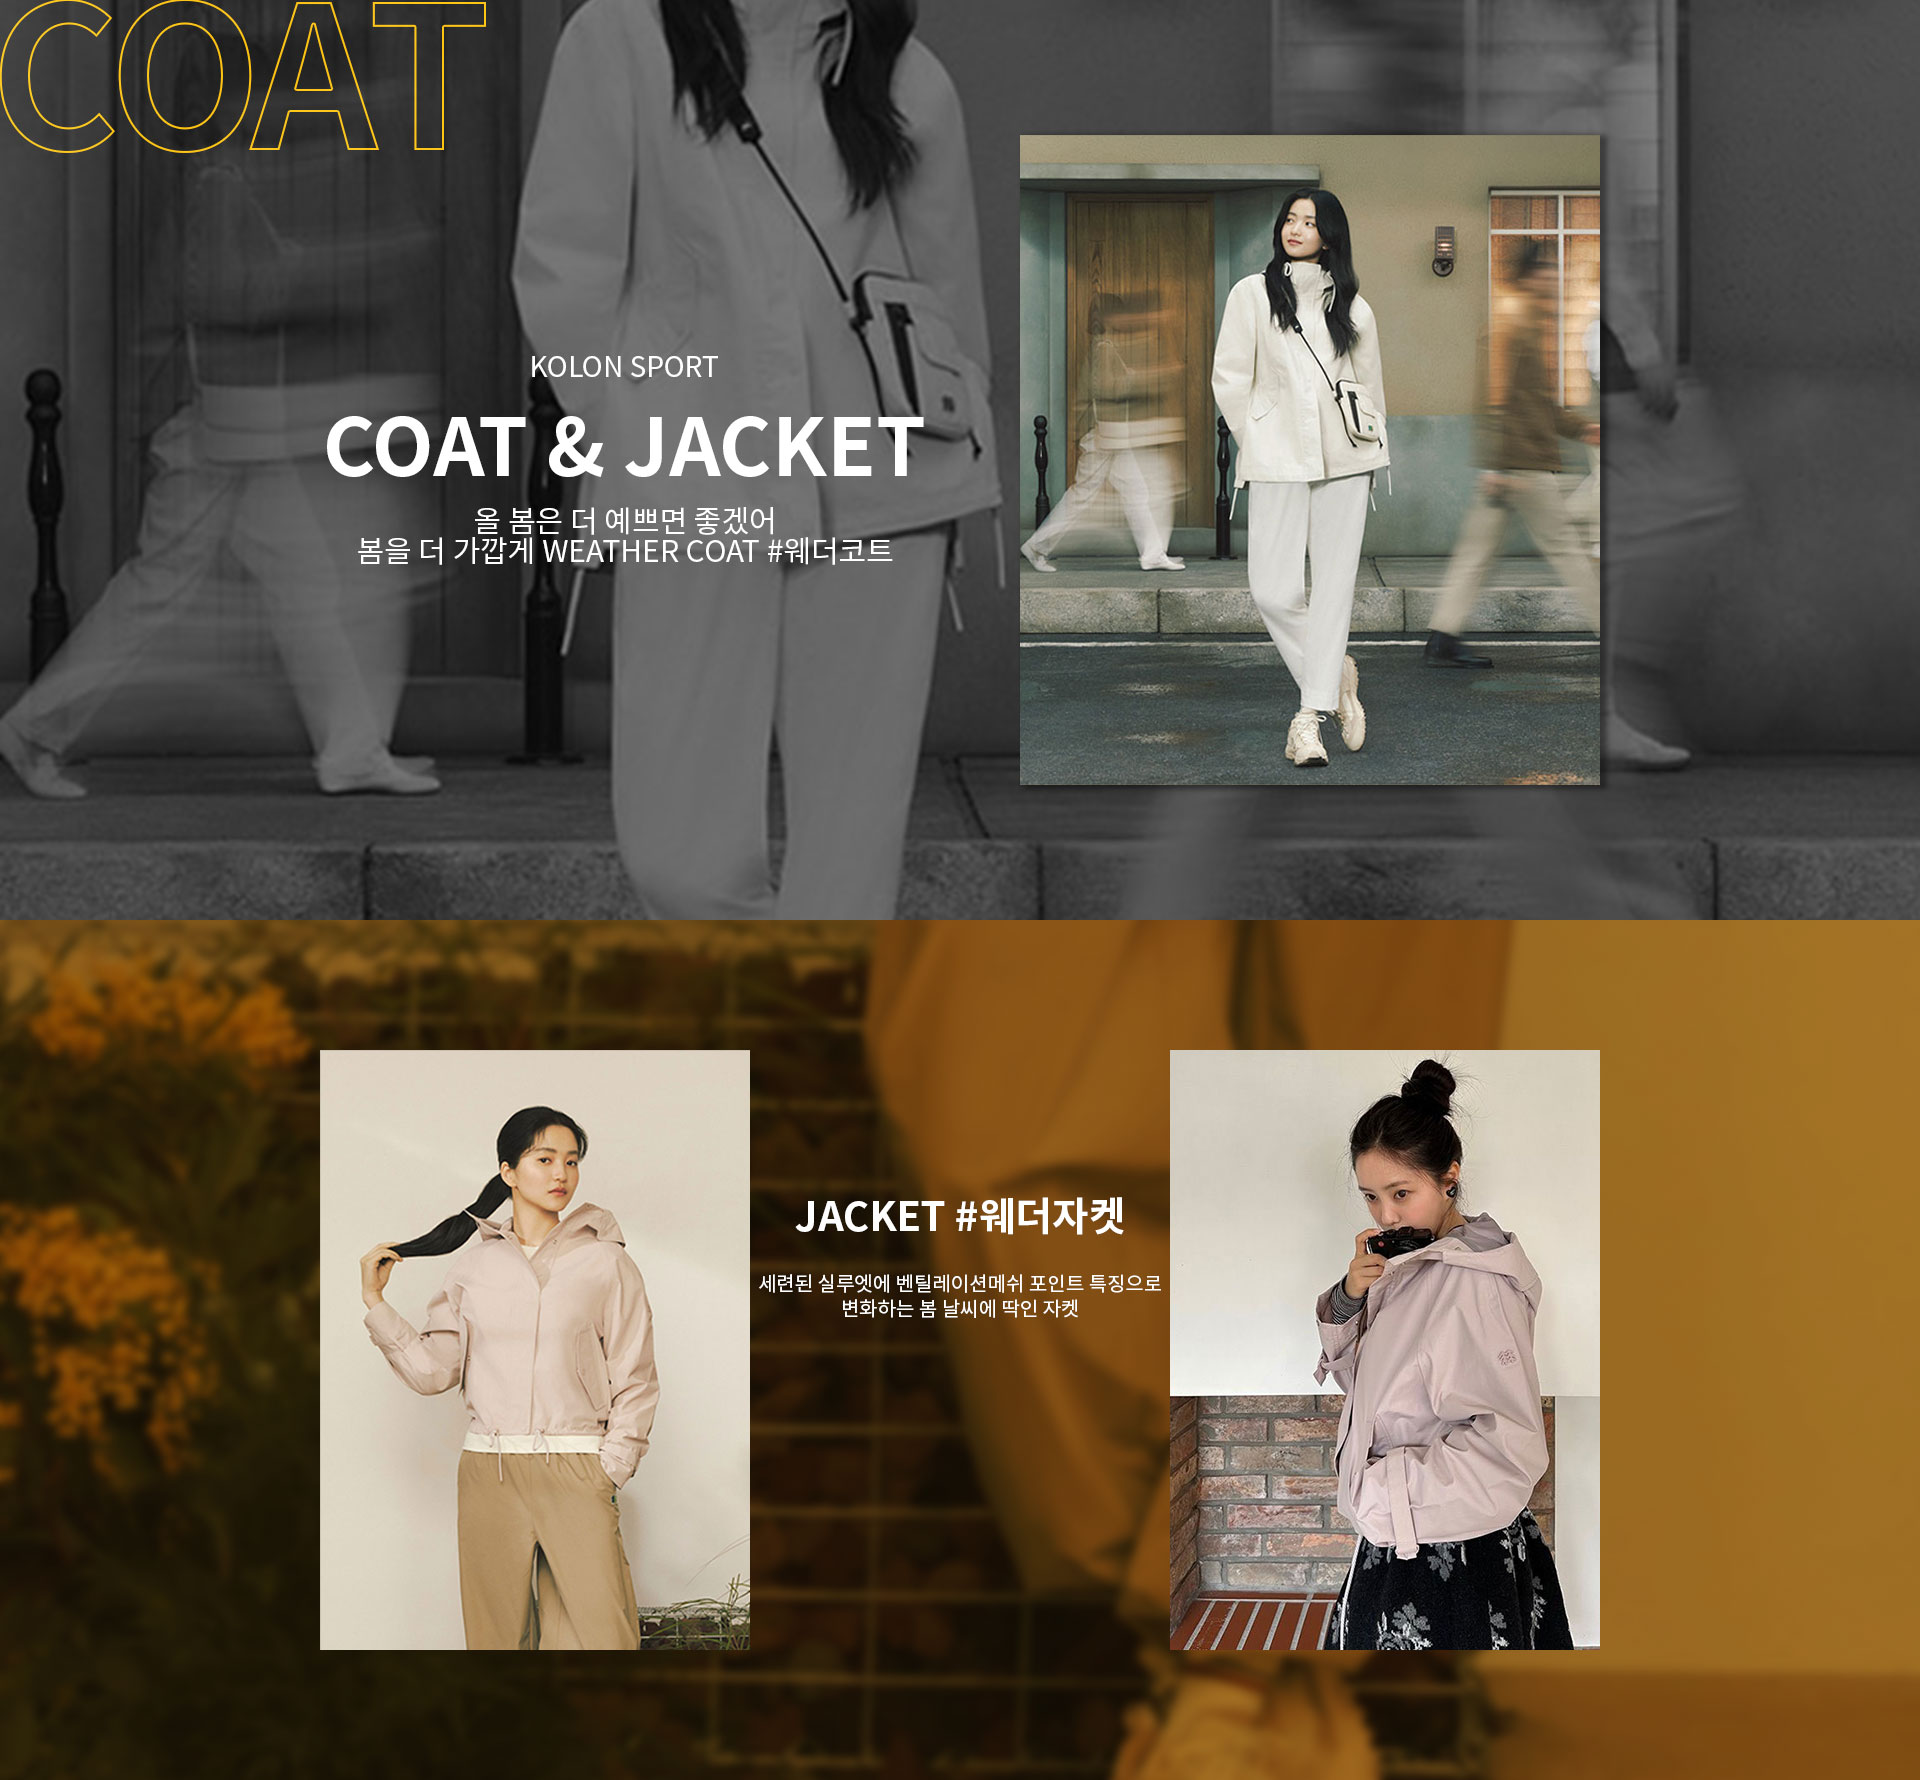 COAT
KOLON SPORT
COAT & JACKET
올 봄은 더 예쁘면 좋겠어
봄을 더 가깝게 WEATHER COAT #웨더코트
JACKET #웨더자켓
세련된 실루엣에 벤틸레이션메쉬 포인트 특징으로
변화하는 봄 날씨에 딱인 자켓